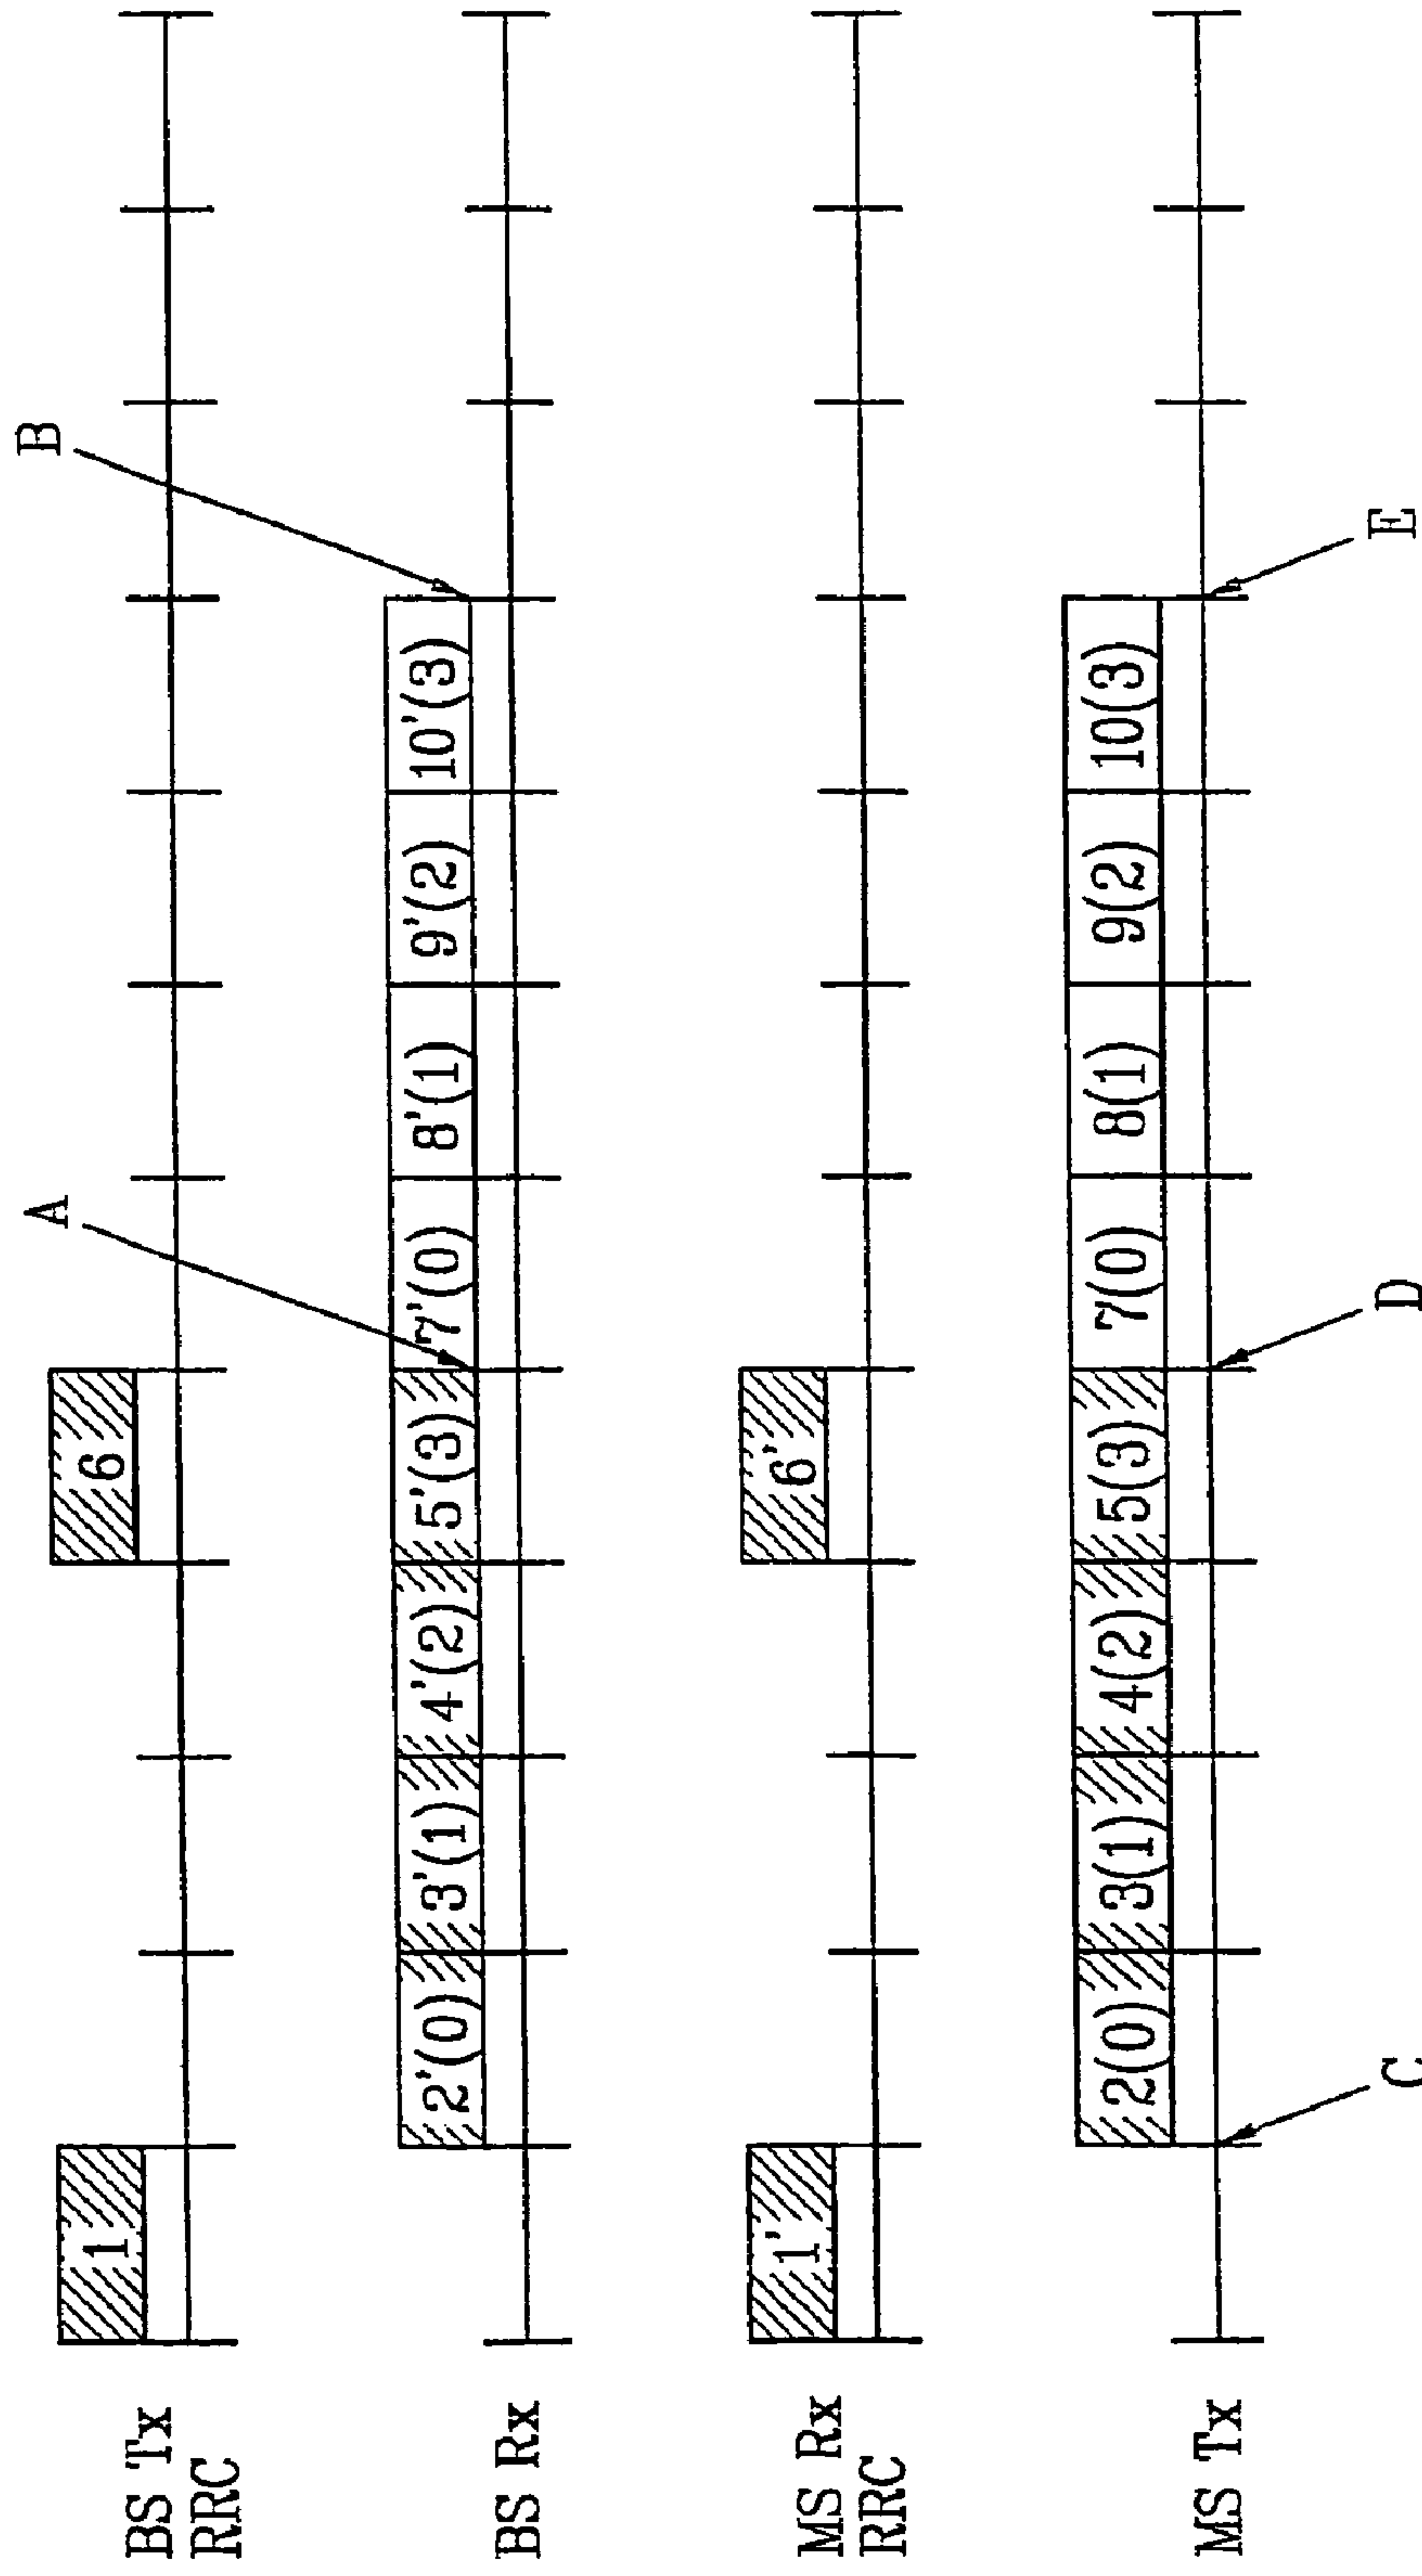 BS Tx
RRC
1
6
A
B
BS Rx
2'(0) 3'(1) 4'(2) 5'(3) 7'(0) 8'(1) 9'(2) 10'(3)
MS Rx
RRC
1'
6'
MS Tx
2(0) 3(1) 4(2) 5(3) 7(0) 8(1) 9(2) 10(3)
C
D
E